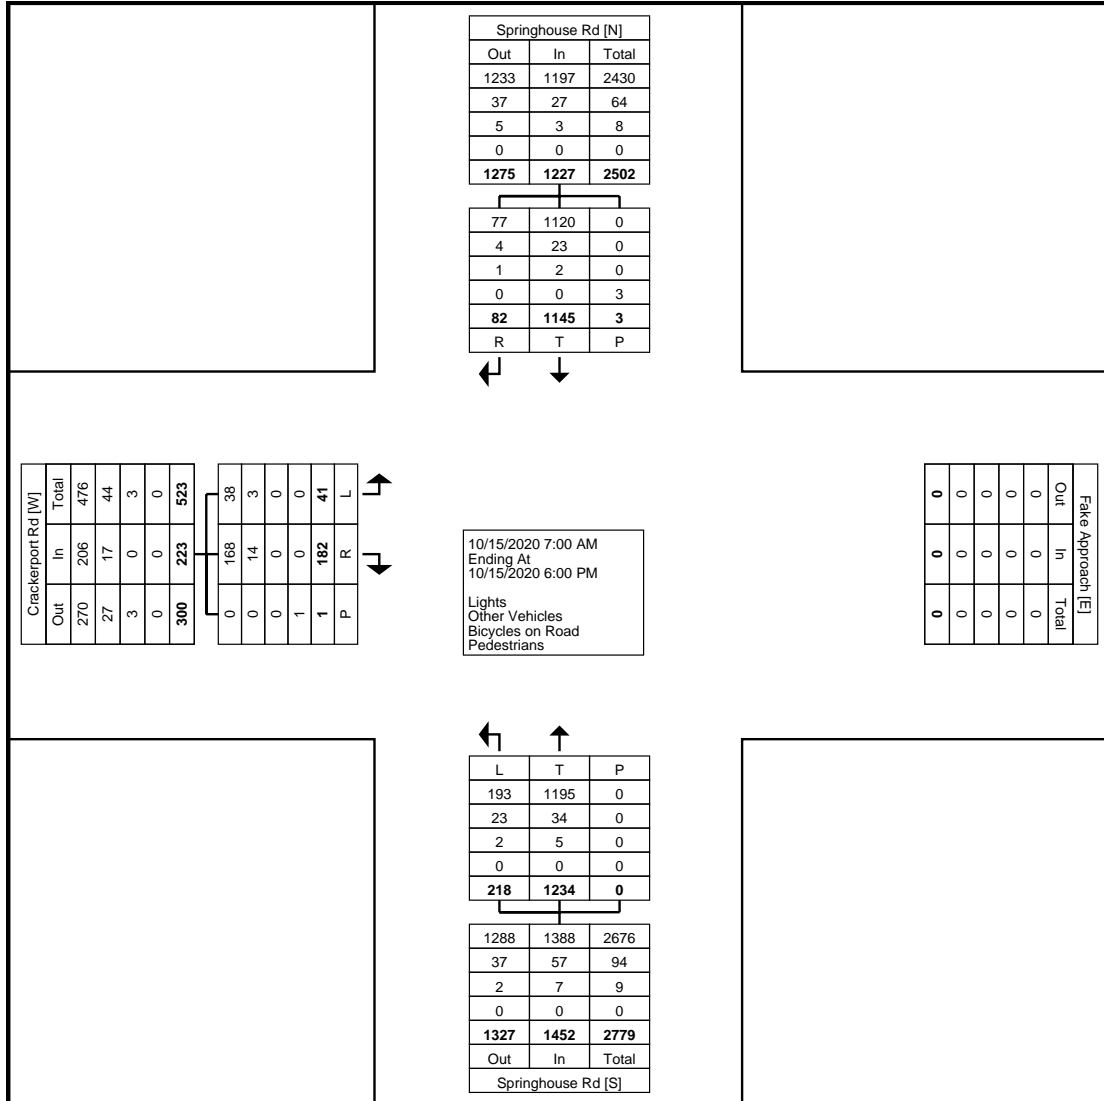 Springhouse Rd [N]
Out In Total
1233 1197 2430
37 27 64
5 3 8
0 0 0
1275 1227 2502
77 1120 0
4 23 0
1 2 0
0 0 3
82 1145 3
R T P
Crackerport Rd [W]
Total 476 44 3 0 523
In 206 17 0 0 223
Out 270 27 3 0 300
38 3 0 0 41 L
168 14 0 0 182 R
0 0 0 1 1 P
10/15/2020 7:00 AM
Ending At
10/15/2020 6:00 PM
Lights
Other Vehicles
Bicycles on Road
Pedestrians
Fake Approach [E]
Out In Total
0 0 0
0 0 0
0 0 0
0 0 0
0 0 0
L T P
193 1195 0
23 34 0
2 5 0
0 0 0
218 1234 0
1288 1388 2676
37 57 94
2 7 9
0 0 0
1327 1452 2779
Out In Total
Springhouse Rd [S]